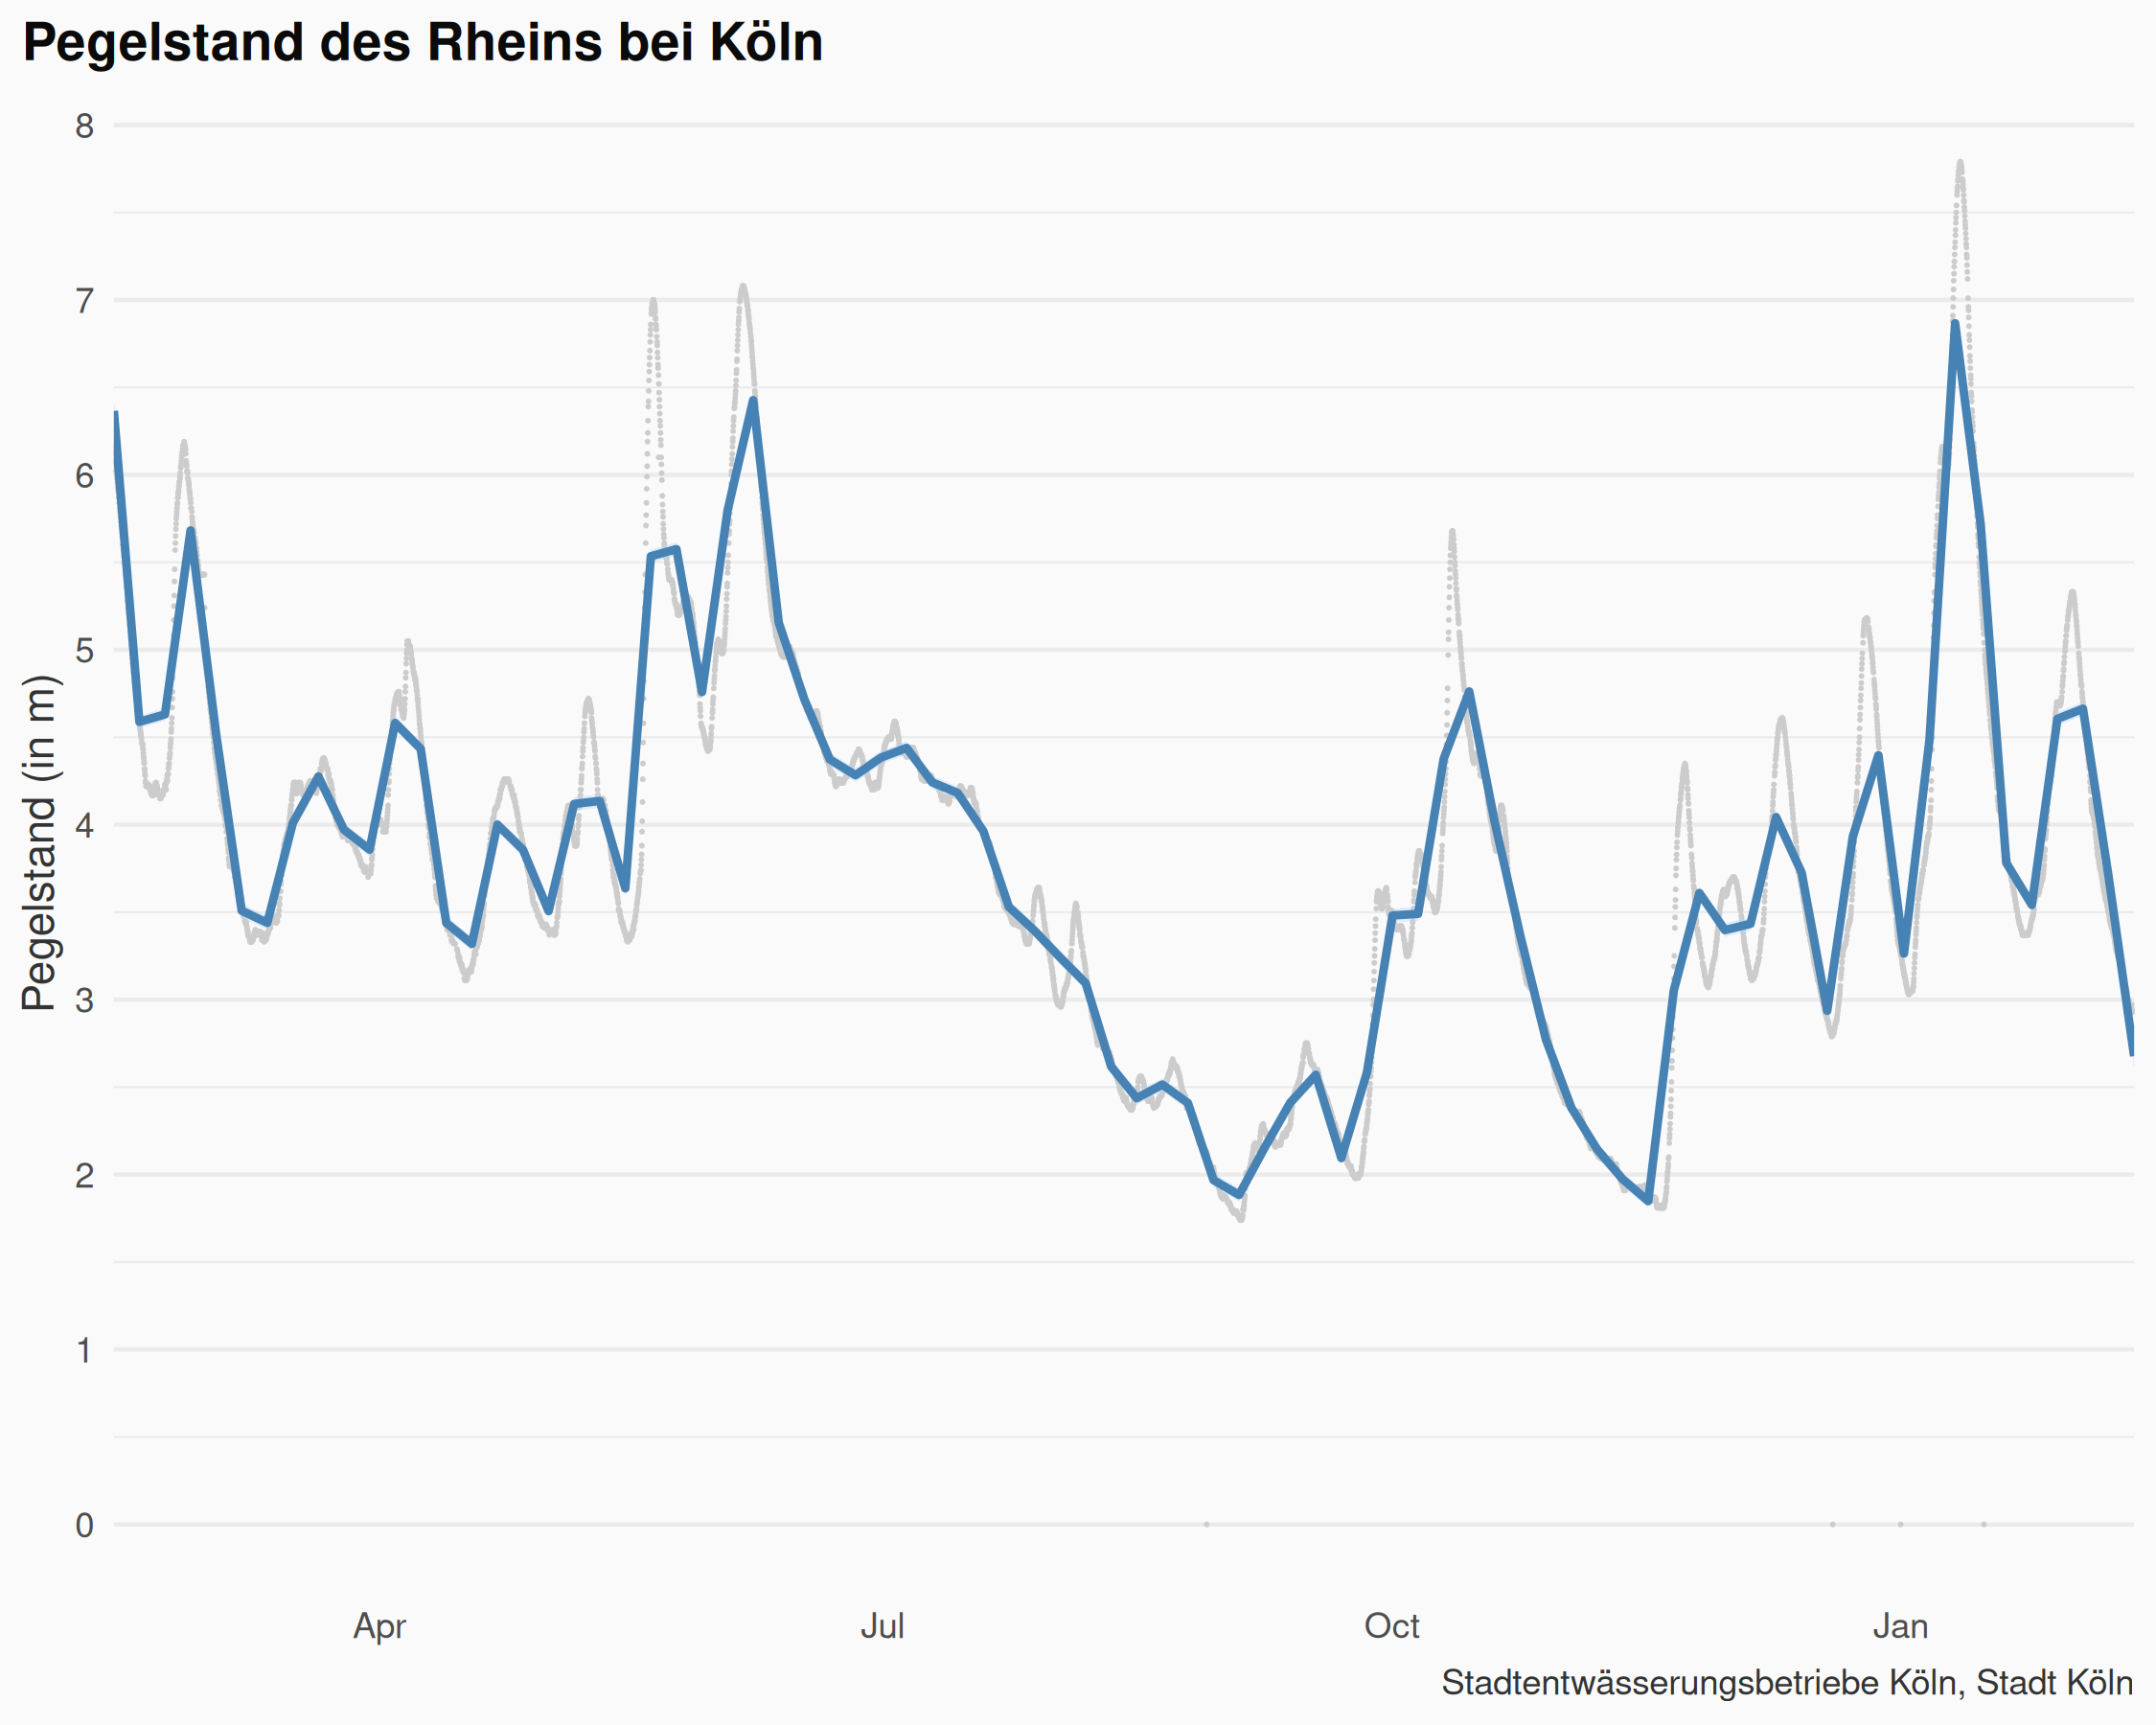 Pegelstand des Rheins bei Köln
Pegelstand (in m)
8
7
6
5
4
3
2
1
0
Apr Jul Oct Jan
Stadtentwässerungsbetriebe Köln, Stadt Köln